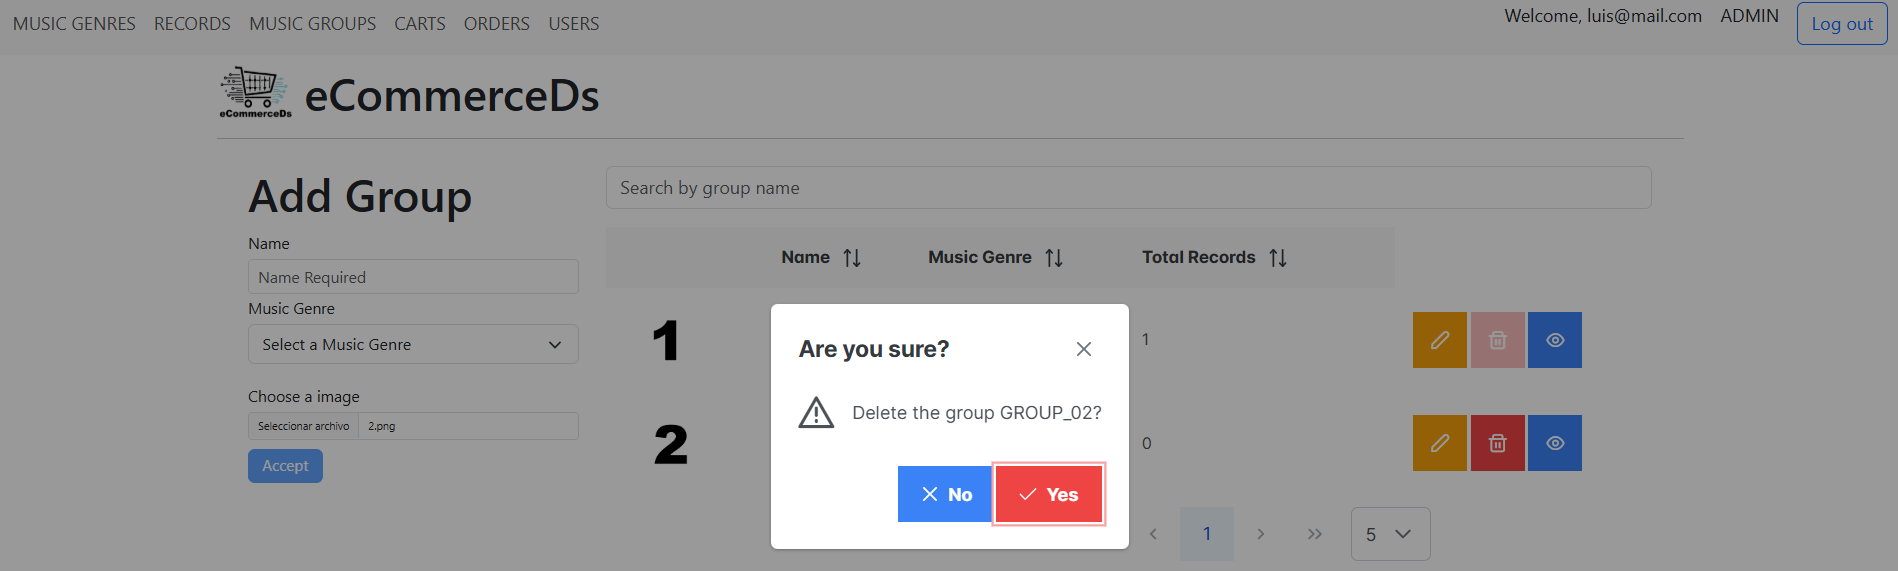 MUSIC GENRES RECORDS MUSIC GROUPS CARTS ORDERS USERS Welcome, luis@mail.com ADMIN Log out
eCommerceDs eCommerceDs
Add Group
Name
Name Required
Music Genre
Select a Music Genre
Choose a image
Seleccionar archivo 2.png
Accept
Search by group name
Name Music Genre Total Records
1 1
2 0
Are you sure?
Delete the group GROUP_02?
No Yes
1 5